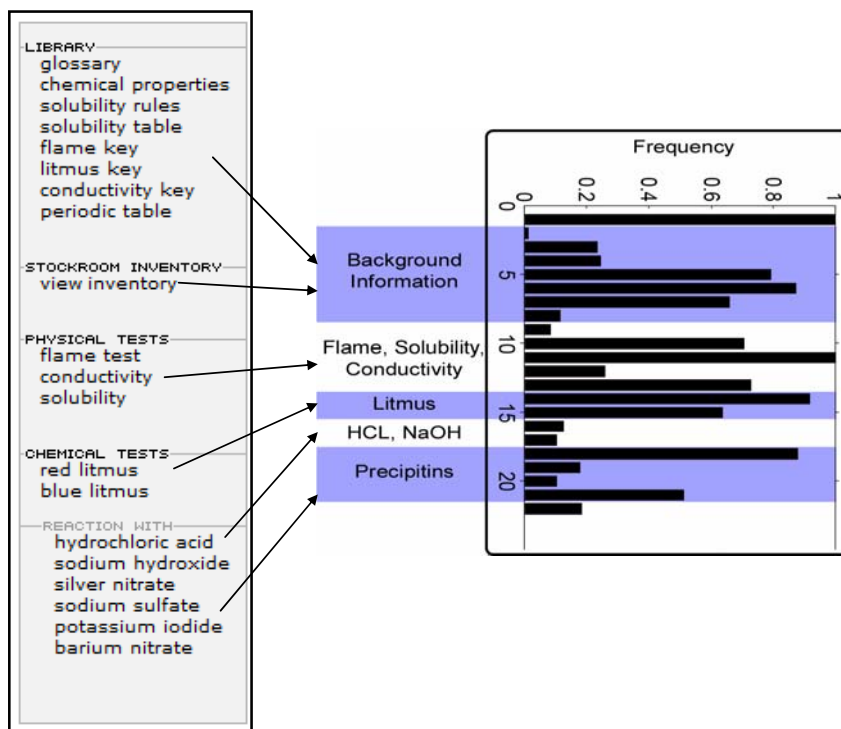 LIBRARY
glossary
chemical properties
solubility rules
solubility table
flame key
litmus key
conductivity key
periodic table
STOCKROOM INVENTORY
view inventory
PHYSICAL TESTS
flame test
conductivity
solubility
CHEMICAL TESTS
red litmus
blue litmus
REACTION WITH
hydrochloric acid
sodium hydroxide
silver nitrate
sodium sulfate
potassium iodide
barium nitrate
Background
Information
Flame, Solubility,
Conductivity
Litmus
HCL, NaOH
Precipitins
Frequency
0 0.2 0.4 0.6 0.8 1
0
5
10
15
20